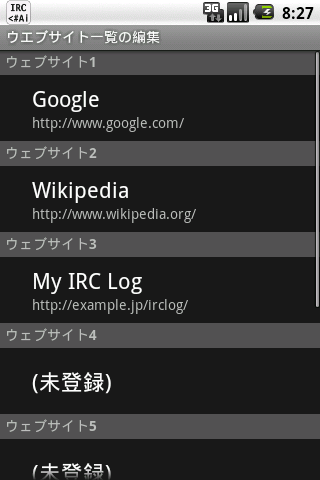 IRC
<#Ai
3G
8:27
ウエブサイト一覧の編集
ウェブサイト1
Google
http://www.google.com/
ウェブサイト2
Wikipedia
http://www.wikipedia.org/
ウェブサイト3
My IRC Log
http://example.jp/irclog/
ウェブサイト4
(未登録)
ウェブサイト5
(未登録)